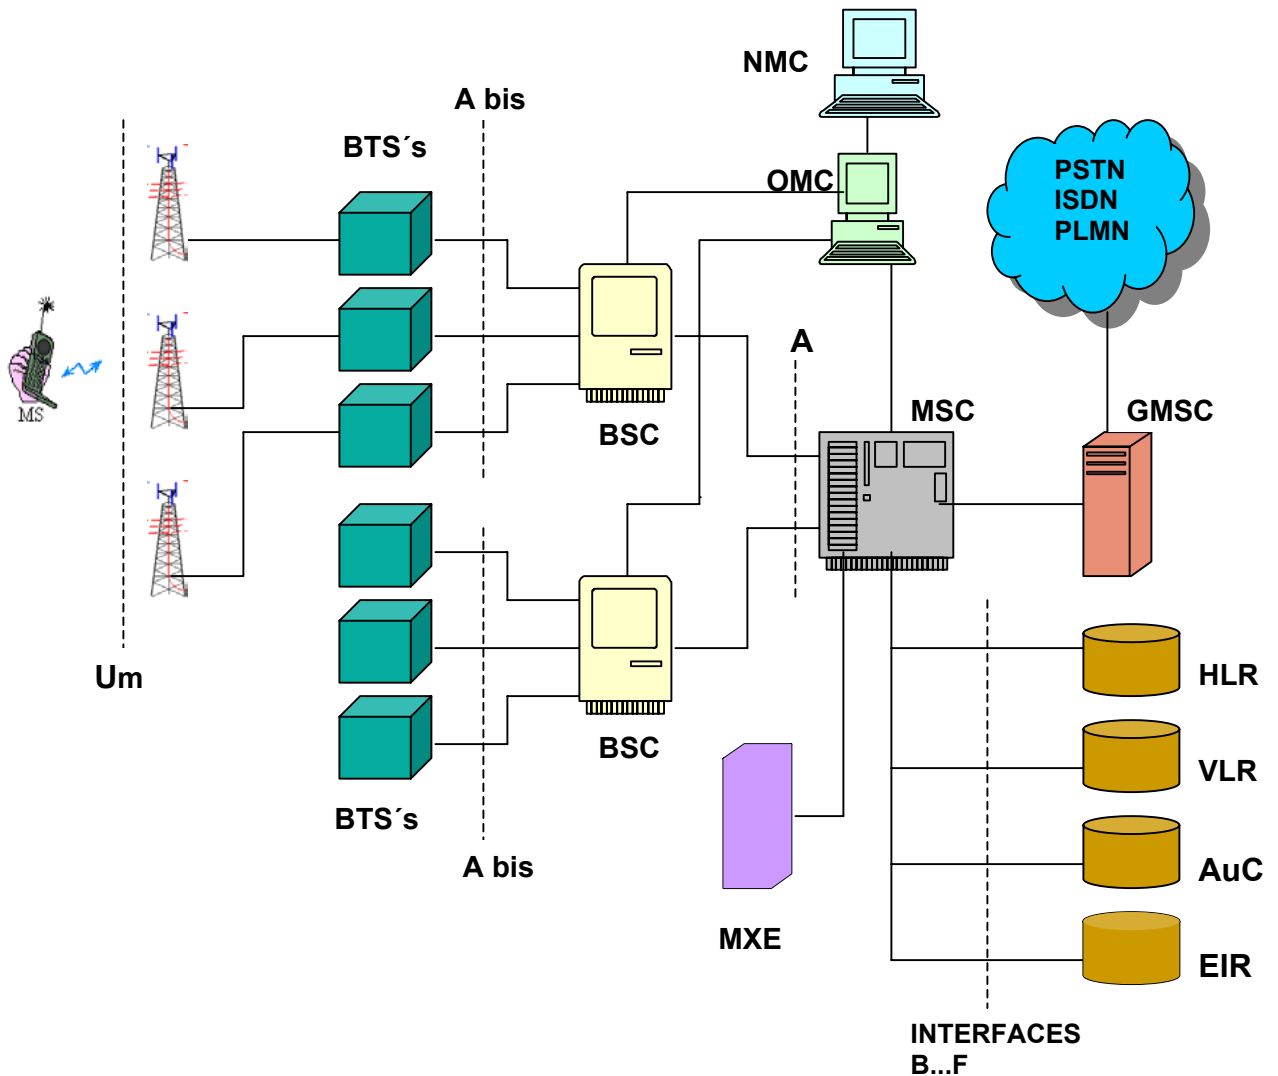 NMC
A bis
BTS´s
OMC
PSTN
ISDN
PLMN
A
MS
BSC
MSC
GMSC
Um
HLR
BSC
VLR
BTS´s
A bis
AuC
MXE
EIR
INTERFACES
B...F